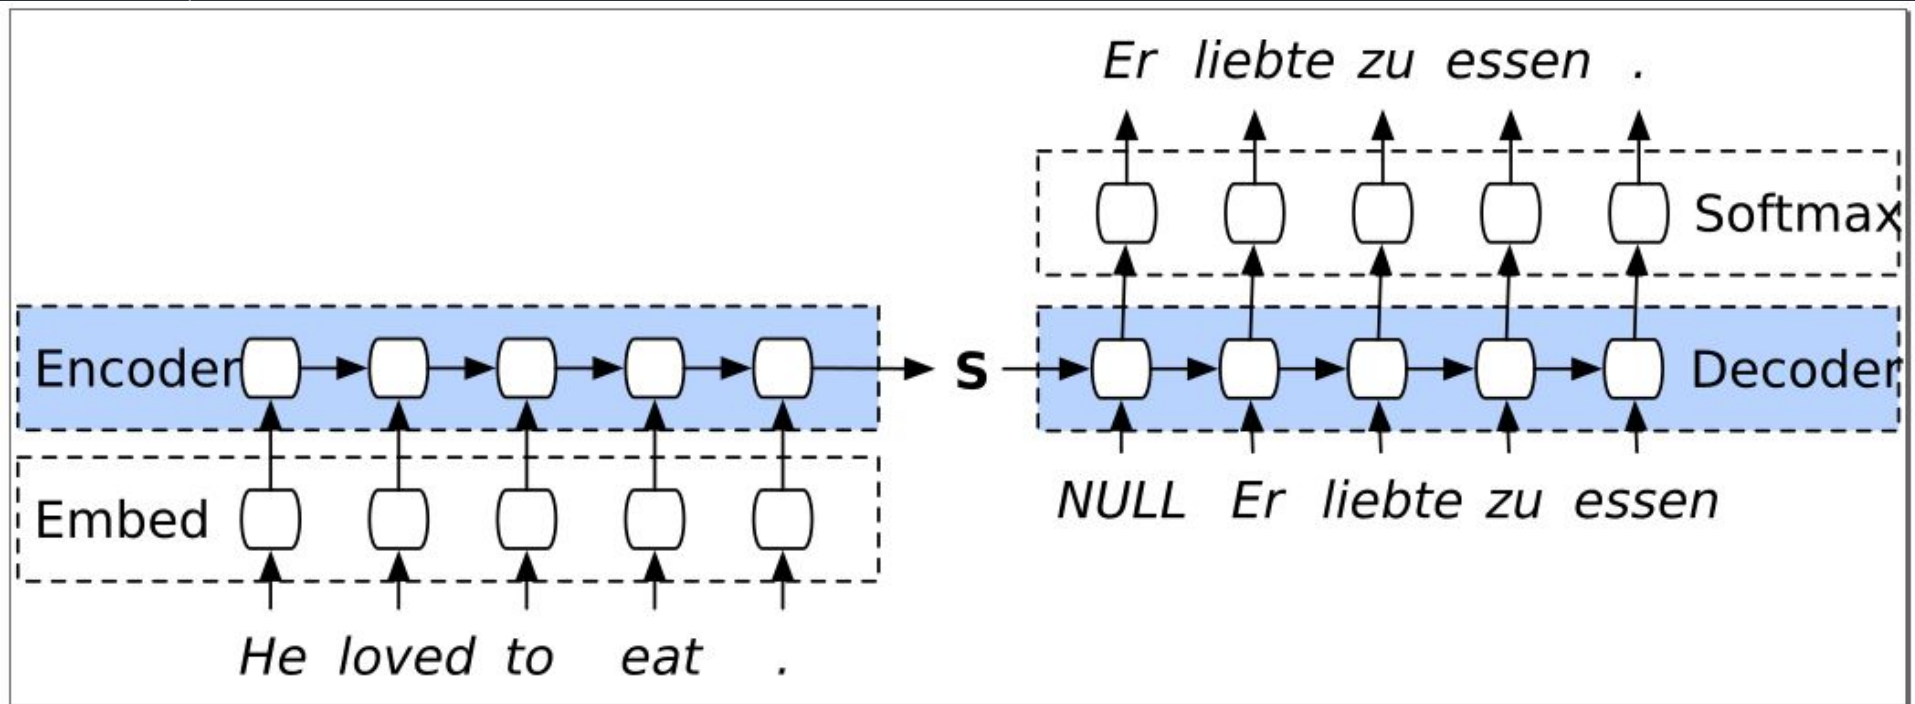 Er liebte zu essen .
Softmax
Encoder
S
Decoder
NULL Er liebte zu essen
Embed
He loved to eat .